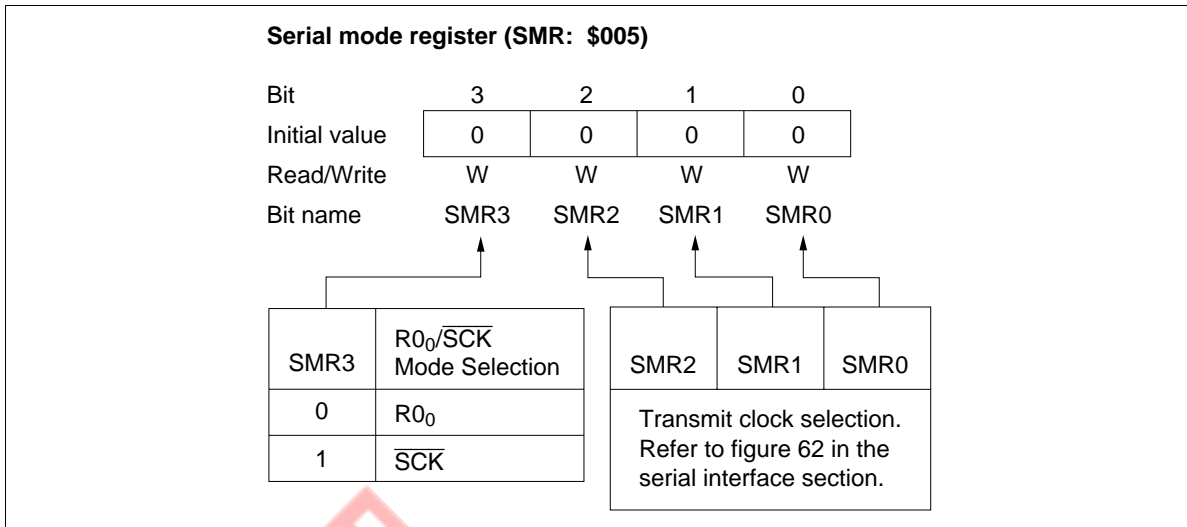 Serial mode register (SMR: $005)
Bit 3 2 1 0
Initial value 0 0 0 0
Read/Write W W W W
Bit name SMR3 SMR2 SMR1 SMR0
SMR3
R0₀/S̅C̅K̅
Mode Selection
0 R0₀
1 S̅C̅K̅
SMR2 SMR1 SMR0
Transmit clock selection.
Refer to figure 62 in the
serial interface section.